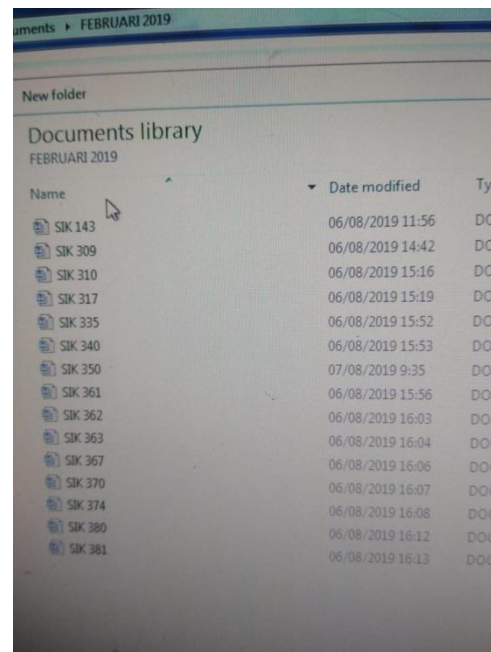 uments ▸ FEBRUARI 2019
New folder
Documents library
FEBRUARI 2019
Name Date modified Ty
SIK 143 06/08/2019 11:56 DO
SIK 309 06/08/2019 14:42 DO
SIK 310 06/08/2019 15:16 DO
SIK 317 06/08/2019 15:19 DO
SIK 335 06/08/2019 15:52 DO
SIK 340 06/08/2019 15:53 DO
SIK 350 07/08/2019 9:35 DO
SIK 361 06/08/2019 15:56 DO
SIK 362 06/08/2019 16:03 DO
SIK 363 06/08/2019 16:04 DO
SIK 367 06/08/2019 16:06 DO
SIK 370 06/08/2019 16:07 DO
SIK 374 06/08/2019 16:08 DO
SIK 380 06/08/2019 16:12 DO
SIK 381 06/08/2019 16:13 DO